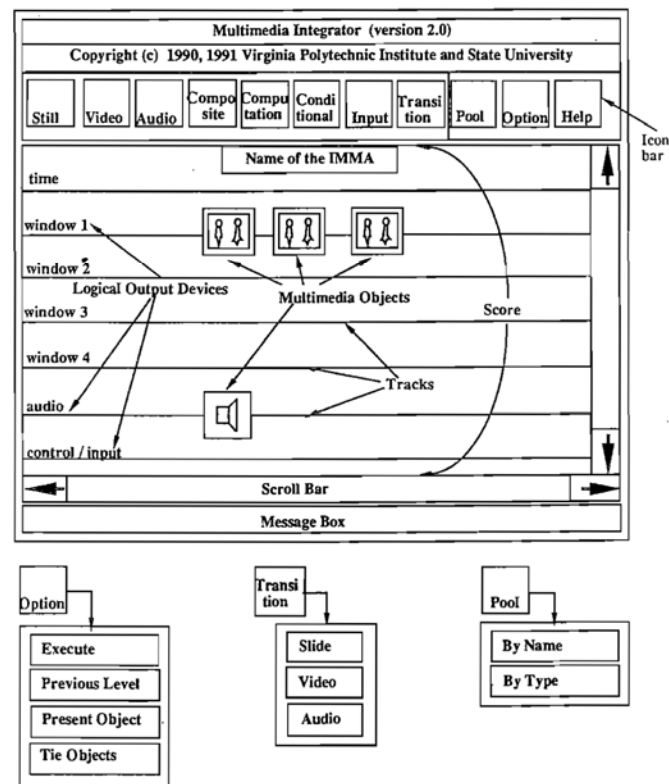 Multimedia Integrator (version 2.0)
Copyright (c) 1990, 1991 Virginia Polytechnic Institute and State University
Still
Video
Audio
Compo
site
Compu
tation
Condi
tional
Input
Transi
tion
Pool
Option
Help
Icon
bar
Name of the IMMA
time
window 1
window 2
Logical Output Devices
Multimedia Objects
window 3
Score
window 4
Tracks
audio
control / input
Scroll Bar
Message Box
Option
Execute
Previous Level
Present Object
Tie Objects
Transi
tion
Slide
Video
Audio
Pool
By Name
By Type